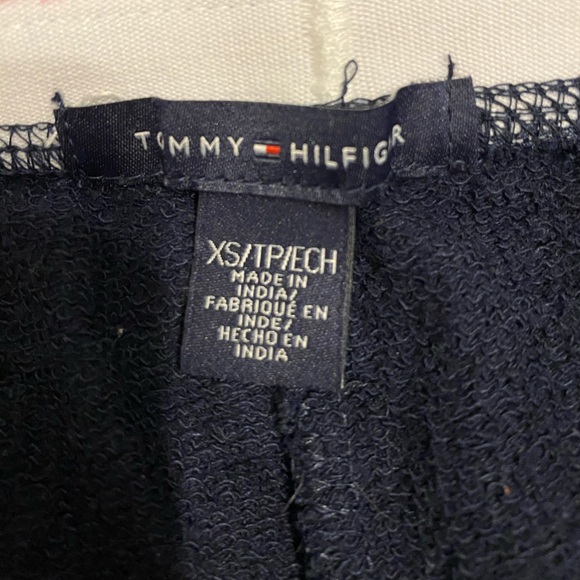 TOMMY HILFIGR
XS/TP/ECH
MADE IN
INDIA/
FABRIQUÉ EN
INDE/
HECHO EN
INDIA